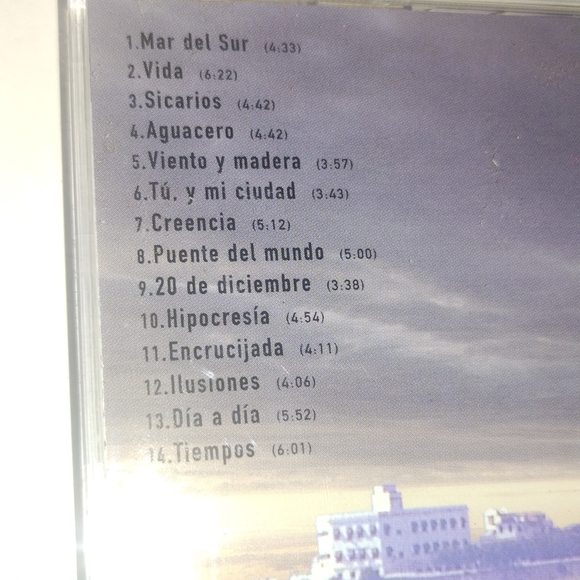 1.Mar del Sur (4:33)
2.Vida (6:22)
3.Sicarios (4:42)
4.Aguacero (4:42)
5.Viento y madera (3:57)
6.Tú, y mi ciudad (3:43)
7.Creencia (5:12)
8.Puente del mundo (5:00)
9.20 de diciembre (3:38)
10.Hipocresía (4:54)
11.Encrucijada (4:11)
12.Ilusiones (4:06)
13.Día a día (5:52)
14.Tiempos (6:01)